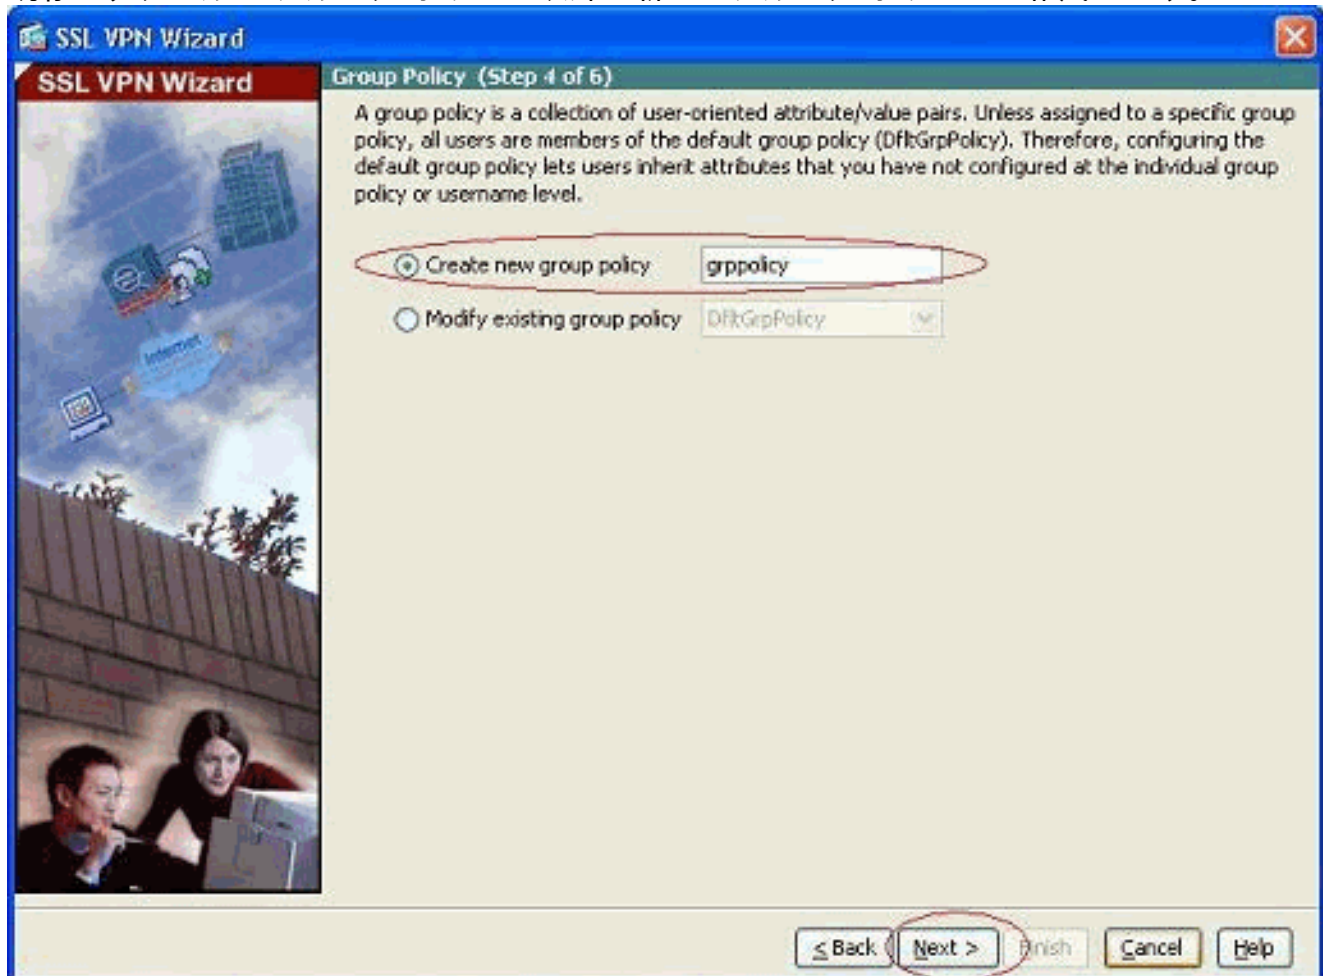 SSL VPN Wizard
SSL VPN Wizard
Group Policy (Step 4 of 6)
A group policy is a collection of user-oriented attribute/value pairs. Unless assigned to a specific group
policy, all users are members of the default group policy (DfltGrpPolicy). Therefore, configuring the
default group policy lets users inherit attributes that you have not configured at the individual group
policy or username level.
Create new group policy grppolicy
Modify existing group policy DfltGrpPolicy
Internet
< Back Next > Finish Cancel Help